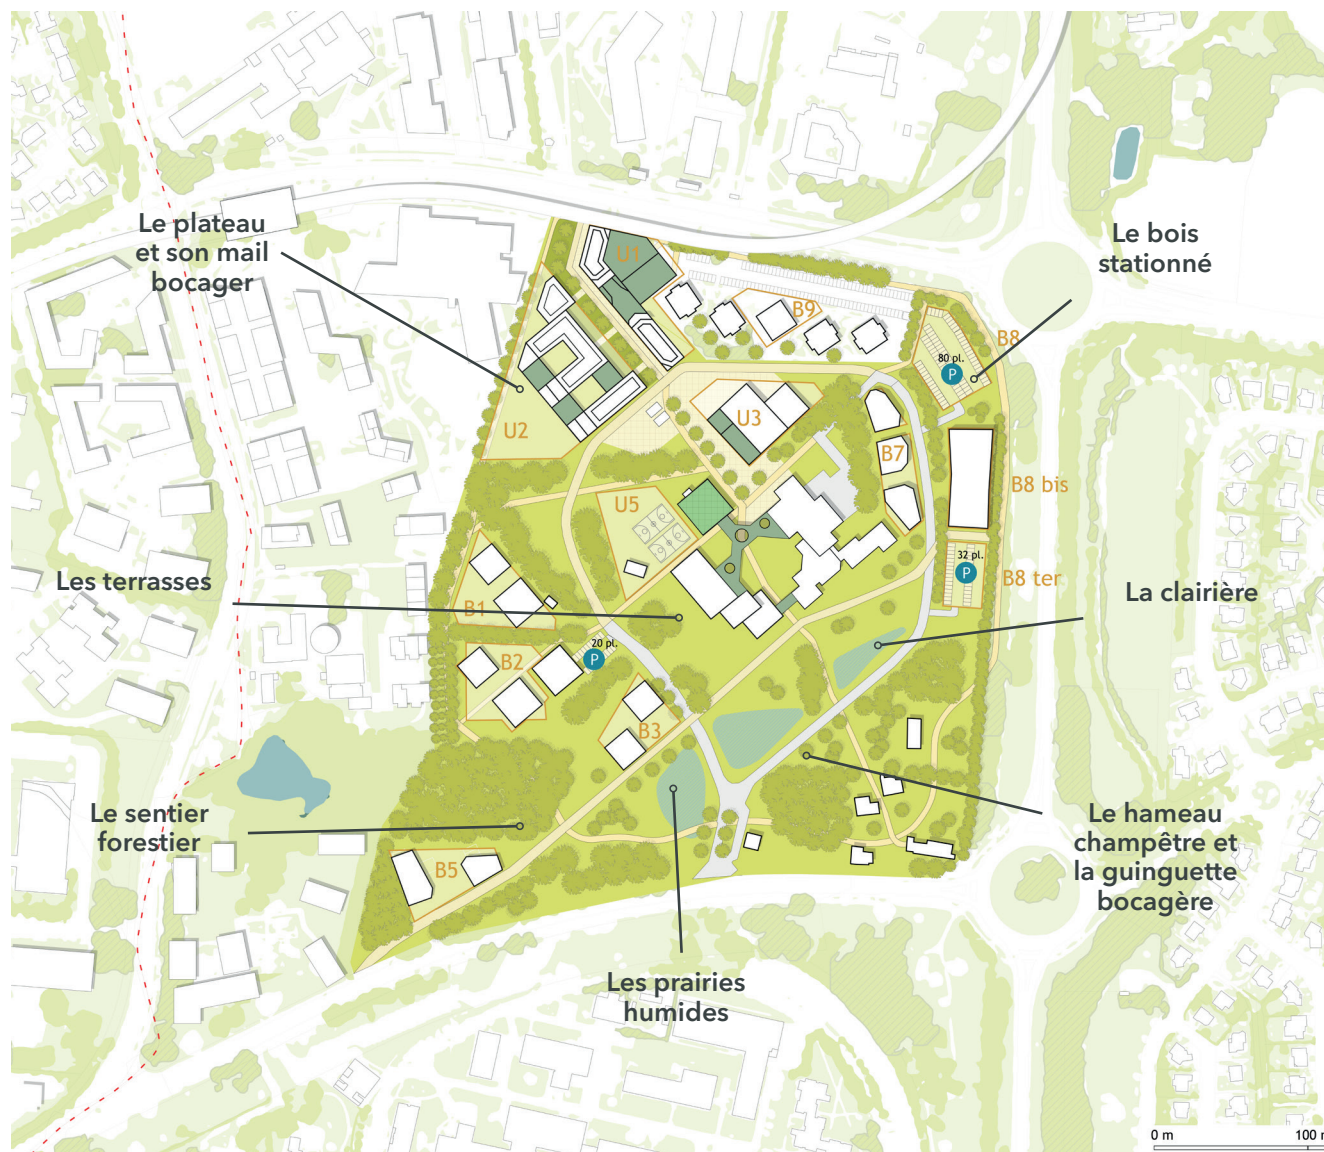 Le plateau
et son mail
bocager
Le bois
stationné
U1
B9
B8
80 pl.
P
U2
U3
B7
B8 bis
U5
32 pl.
P
B8 ter
Les terrasses
La clairière
B1
20 pl.
P
B2
B3
Le sentier
forestier
Le hameau
champêtre et
la guinguette
bocagère
B5
Les prairies
humides
0 m
100 m